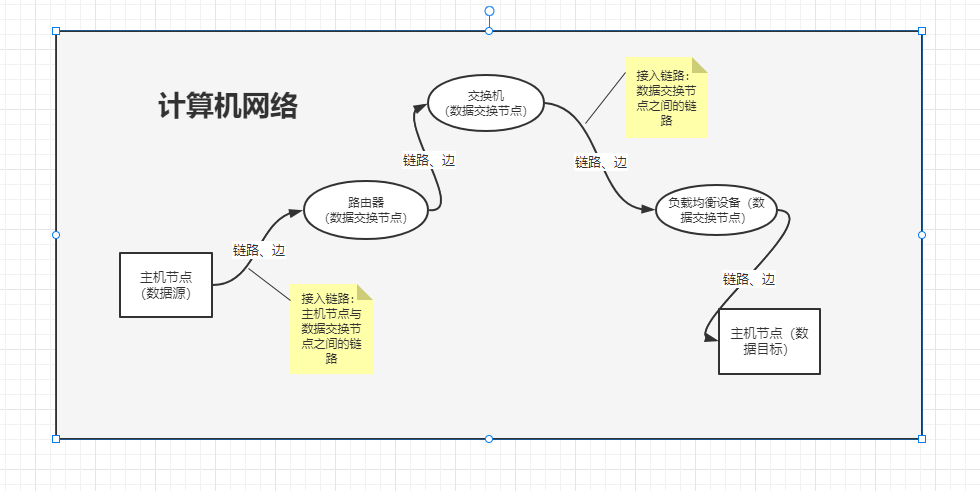 计算机网络
交换机
（数据交换节点）
接入链路：
数据交换节
点之间的链
路
链路、边
链路、边
路由器
（数据交换节点）
负载均衡设备（数
据交换节点）
链路、边
主机节点
（数据源）
链路、边
接入链路：
主机节点与
数据交换节
点之间的链
路
主机节点（数
据目标）